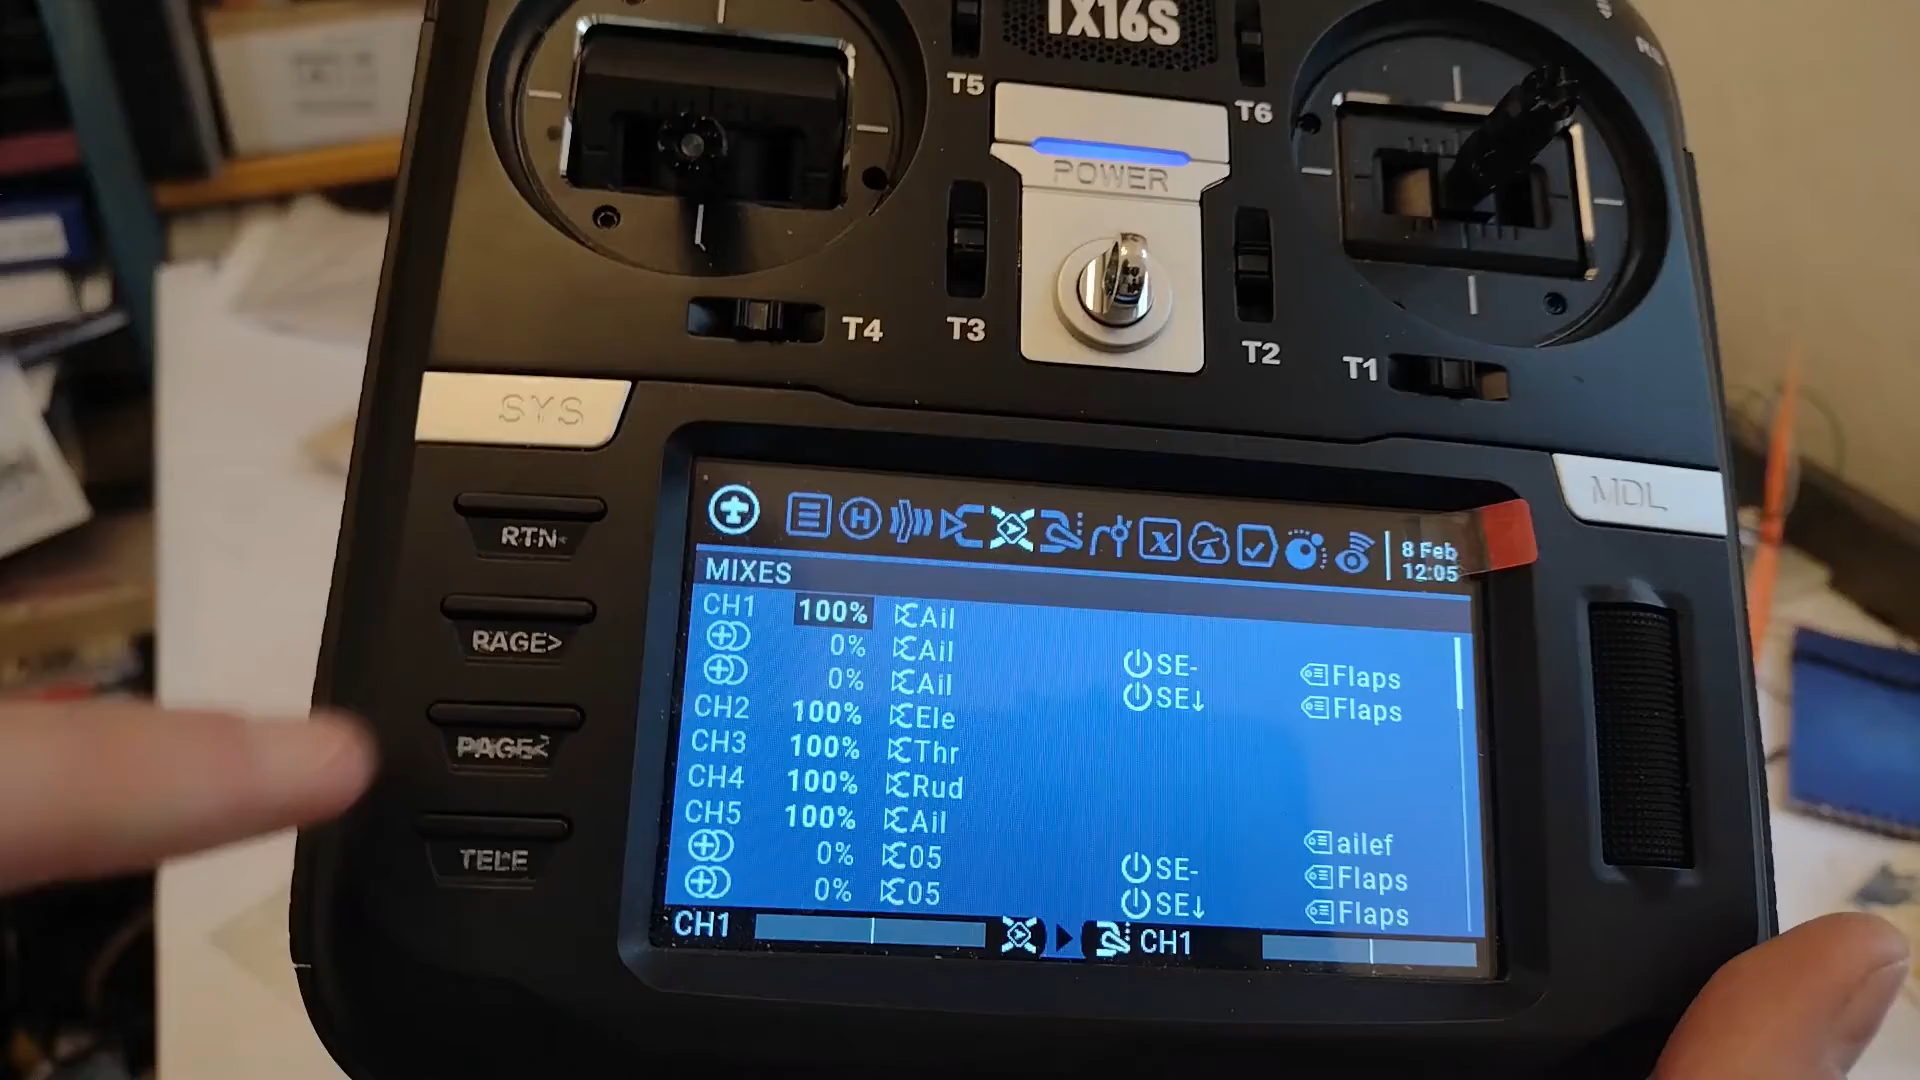 TX16S
T5
T6
POWER
T4
T3
T2
T1
SYS
MDL
RTN
PAGE>
PAGE<
TELE
8 Feb
12:05
MIXES
CH1 100% Ail
0% Ail SE- Flaps
0% Ail SE↓ Flaps
CH2 100% Ele
CH3 100% Thr
CH4 100% Rud
CH5 100% Ail ailef
0% 05 SE- Flaps
0% 05 SE↓ Flaps
CH1 CH1